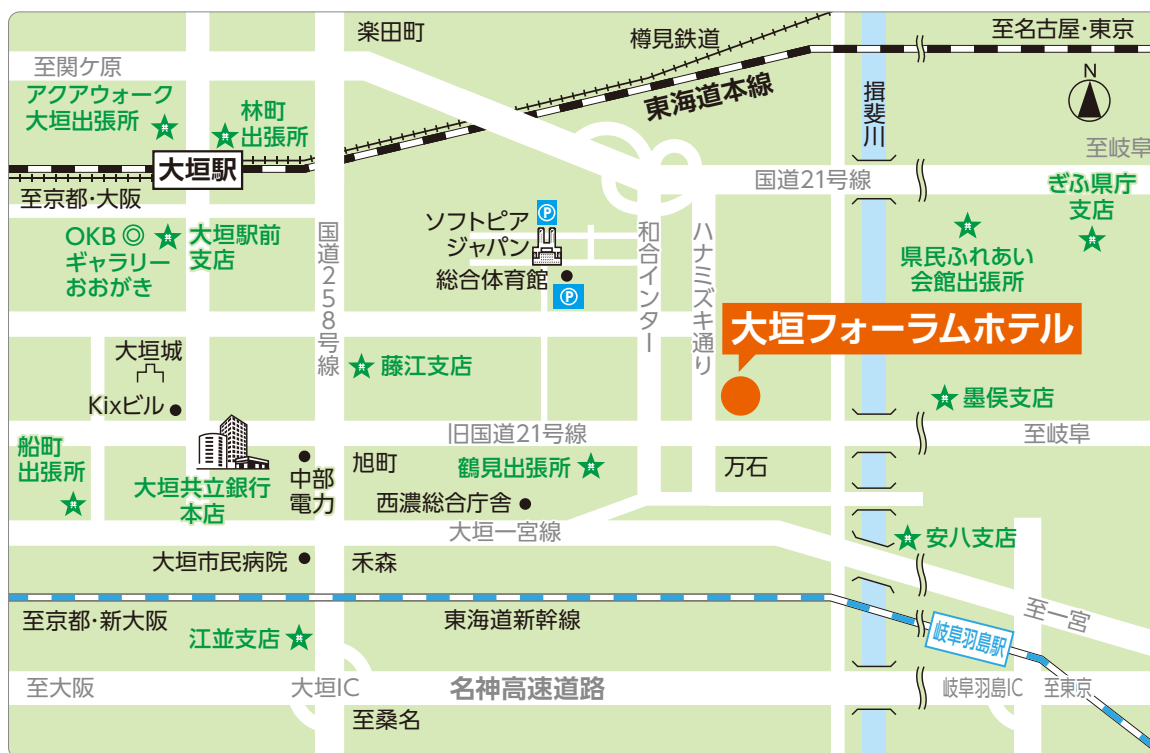 楽田町
樽見鉄道
至名古屋・東京
至関ケ原
東海道本線
揖斐川
N
アクアウォーク
大垣出張所
林町
出張所
至岐阜
大垣駅
国道21号線
ぎふ県庁
支店
至京都・大阪
ソフトピア
ジャパン
P
OKB◎
ギャラリー
おおがき
大垣駅前
支店
国道258号線
和合インター
ハナミズキ通り
県民ふれあい
会館出張所
総合体育館
P
大垣フォーラムホテル
大垣城
藤江支店
Kixビル
墨俣支店
旧国道21号線
至岐阜
船町
出張所
大垣共立銀行
本店
中部
電力
旭町
鶴見出張所
万石
西濃総合庁舎
大垣一宮線
安八支店
大垣市民病院
禾森
至一宮
至京都・新大阪
東海道新幹線
江並支店
岐阜羽島駅
至大阪
大垣IC
名神高速道路
岐阜羽島IC
至東京
至桑名